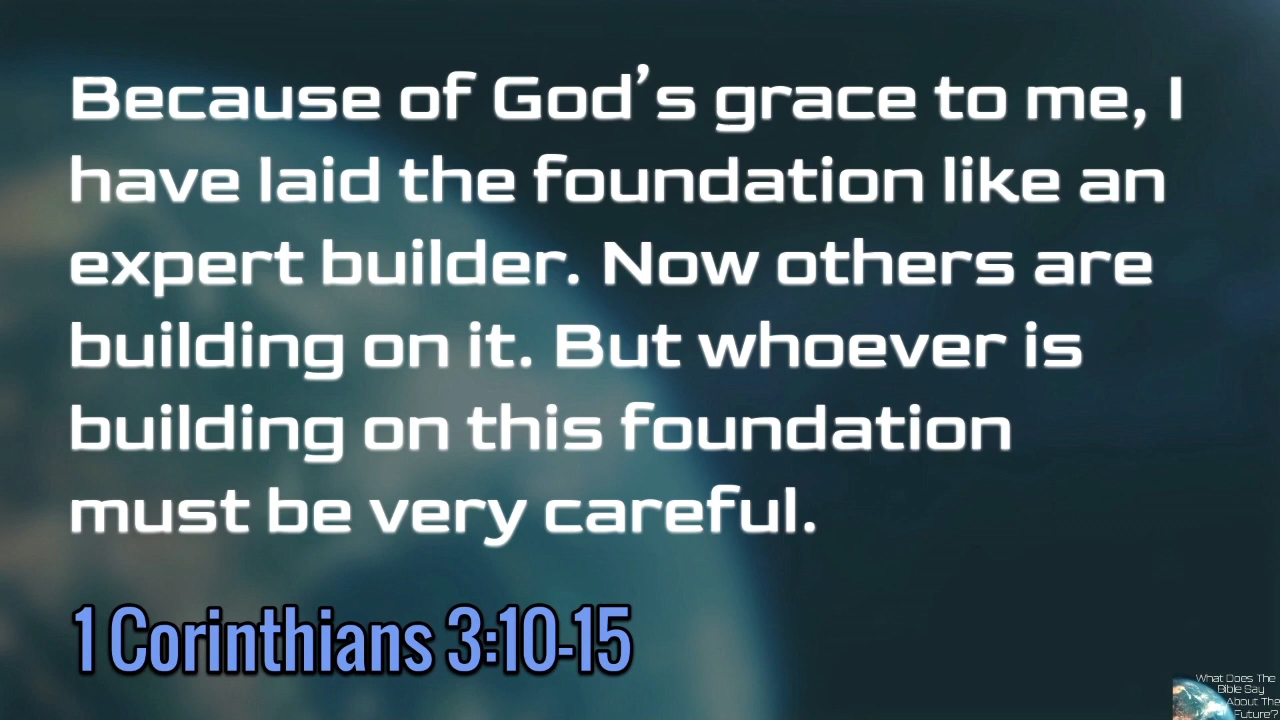 Because of God’s grace to me, I
have laid the foundation like an
expert builder. Now others are
building on it. But whoever is
building on this foundation
must be very careful.
1 Corinthians 3:10-15
What Does The
Bible Say
About The
Future?